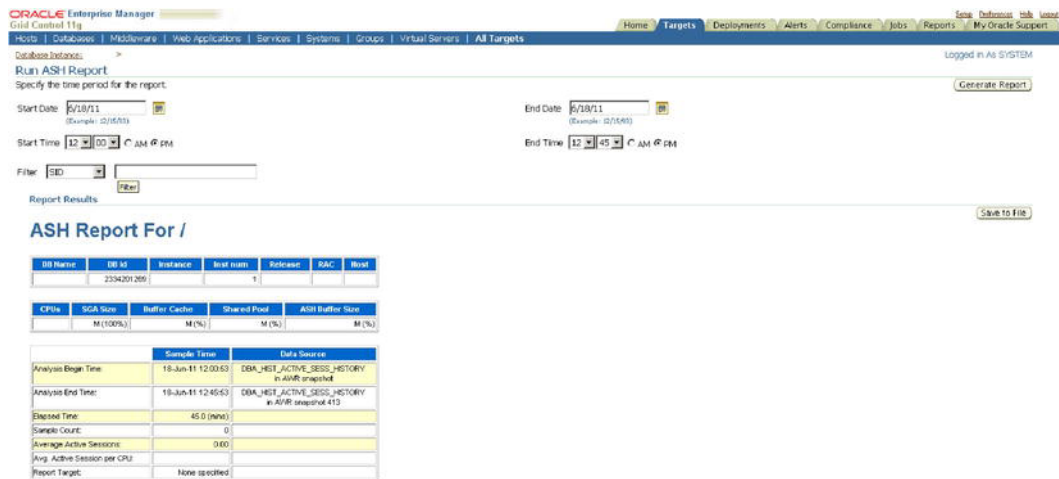 ORACLE Enterprise Manager
Grid Control 11g
Setup Preferences Help Logout
Home Targets Deployments Alerts Compliance Jobs Reports My Oracle Support
Hosts | Databases | Middleware | Web Applications | Services | Systems | Groups | Virtual Servers | All Targets
Database Instance: >
Logged in As SYSTEM
Run ASH Report
Specify the time period for the report.
Generate Report
Start Date 6/18/11
(Example: 12/15/03)
End Date 6/18/11
(Example: 12/15/03)
Start Time 12 00 AM PM
End Time 12 45 AM PM
Filter SID
Filter
Report Results
Save to File
ASH Report For /
DB Name DB Id Instance Inst num Release RAC Host
2334201269 1
CPUs SGA Size Buffer Cache Shared Pool ASH Buffer Size
M (100%) M (%) M (%) M (%)
Sample Time Data Source
Analysis Begin Time: 18-Jun-11 12:00:53 DBA_HIST_ACTIVE_SESS_HISTORY
in AWR snapshot
Analysis End Time: 18-Jun-11 12:45:53 DBA_HIST_ACTIVE_SESS_HISTORY
in AWR snapshot 413
Elapsed Time: 45.0 (mins)
Sample Count: 0
Average Active Sessions: 0.00
Avg. Active Session per CPU:
Report Target: None specified